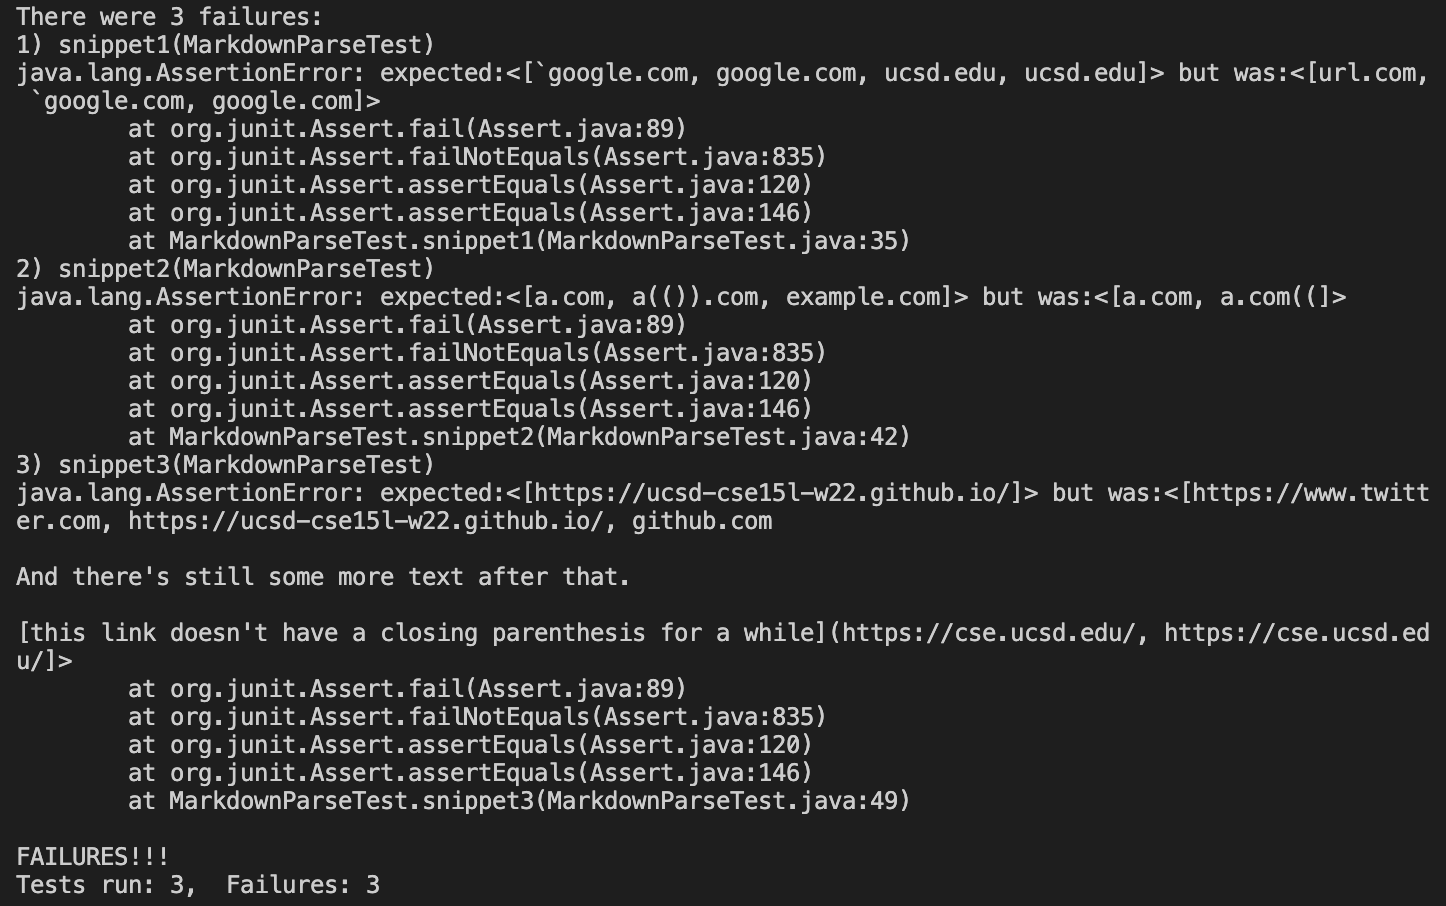 There were 3 failures:
1) snippet1(MarkdownParseTest)
java.lang.AssertionError: expected:<[`google.com, google.com, ucsd.edu, ucsd.edu]> but was:<[url.com,
`google.com, google.com]>
at org.junit.Assert.fail(Assert.java:89)
at org.junit.Assert.failNotEquals(Assert.java:835)
at org.junit.Assert.assertEquals(Assert.java:120)
at org.junit.Assert.assertEquals(Assert.java:146)
at MarkdownParseTest.snippet1(MarkdownParseTest.java:35)
2) snippet2(MarkdownParseTest)
java.lang.AssertionError: expected:<[a.com, a(()).com, example.com]> but was:<[a.com, a.com((]>
at org.junit.Assert.fail(Assert.java:89)
at org.junit.Assert.failNotEquals(Assert.java:835)
at org.junit.Assert.assertEquals(Assert.java:120)
at org.junit.Assert.assertEquals(Assert.java:146)
at MarkdownParseTest.snippet2(MarkdownParseTest.java:42)
3) snippet3(MarkdownParseTest)
java.lang.AssertionError: expected:<[https://ucsd-cse15l-w22.github.io/]> but was:<[https://www.twitt
er.com, https://ucsd-cse15l-w22.github.io/, github.com
And there's still some more text after that.
[this link doesn't have a closing parenthesis for a while](https://cse.ucsd.edu/, https://cse.ucsd.ed
u/]>
at org.junit.Assert.fail(Assert.java:89)
at org.junit.Assert.failNotEquals(Assert.java:835)
at org.junit.Assert.assertEquals(Assert.java:120)
at org.junit.Assert.assertEquals(Assert.java:146)
at MarkdownParseTest.snippet3(MarkdownParseTest.java:49)
FAILURES!!!
Tests run: 3,  Failures: 3